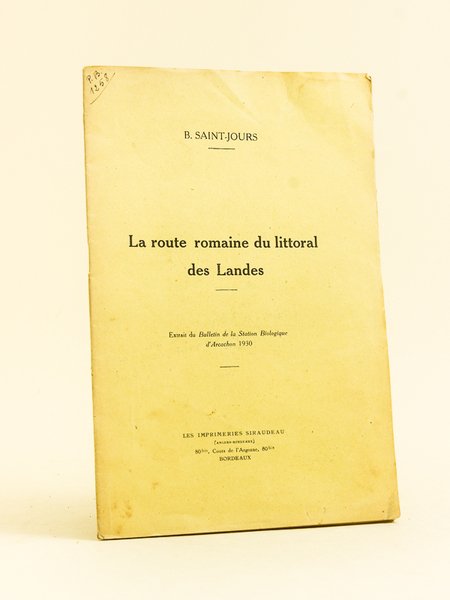 P.B.
1258
B. SAINT-JOURS
La route romaine du littoral
des Landes
Extrait du Bulletin de la Station Biologique
d'Arcachon 1930
LES IMPRIMERIES SIRAUDEAU
80bis, Cours de l'Argonne, 80bis
BORDEAUX